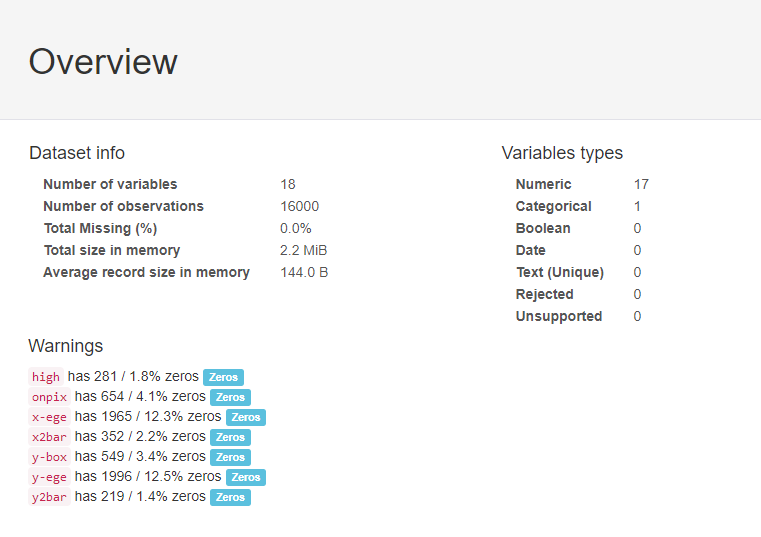 Overview
Dataset info
Number of variables 18
Number of observations 16000
Total Missing (%) 0.0%
Total size in memory 2.2 MiB
Average record size in memory 144.0 B
Variables types
Numeric 17
Categorical 1
Boolean 0
Date 0
Text (Unique) 0
Rejected 0
Unsupported 0
Warnings
high has 281 / 1.8% zeros Zeros
onpix has 654 / 4.1% zeros Zeros
x-ege has 1965 / 12.3% zeros Zeros
x2bar has 352 / 2.2% zeros Zeros
y-box has 549 / 3.4% zeros Zeros
y-ege has 1996 / 12.5% zeros Zeros
y2bar has 219 / 1.4% zeros Zeros